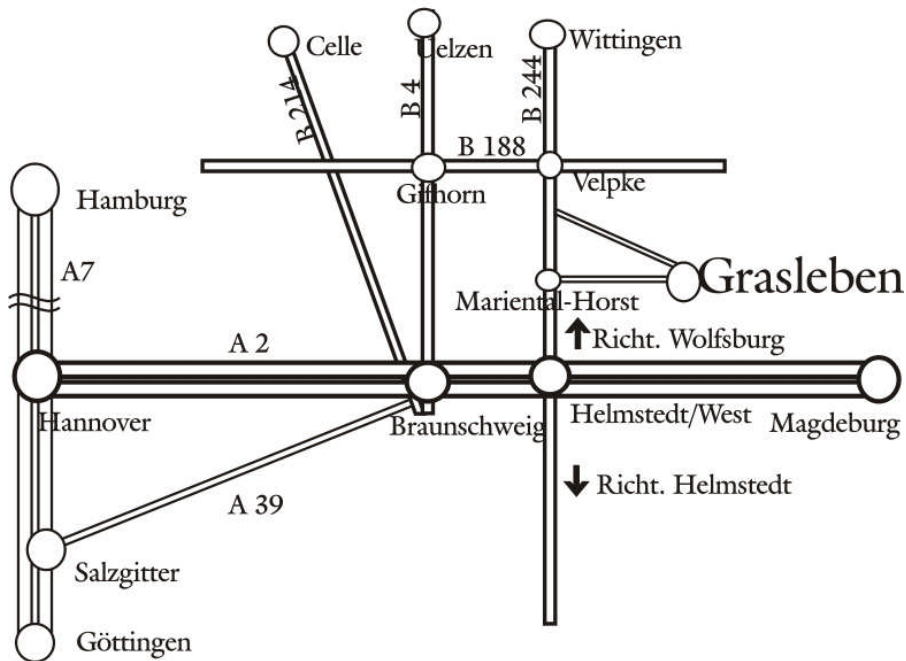 Celle
Uelzen
Wittingen
B 214
B 4
B 244
B 188
Hamburg
Gifhorn
Velpke
A7
Grasleben
Mariental-Horst
Richt. Wolfsburg
A 2
Hannover
Braunschweig
Helmstedt/West
Magdeburg
Richt. Helmstedt
A 39
Salzgitter
Göttingen